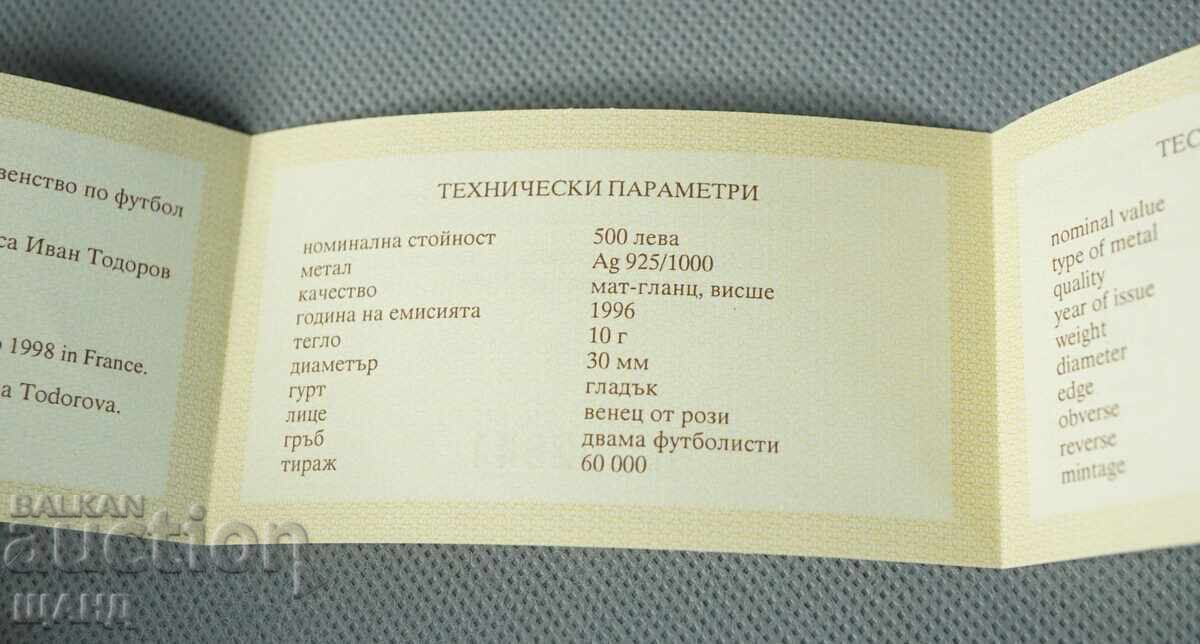 венство по футбол
са Иван Тодоров
1998 in France.
a Todorova.
ТЕХНИЧЕСКИ ПАРАМЕТРИ
номинална стойност 500 лева
метал Ag 925/1000
качество мат-гланц, висше
година на емисията 1996
тегло 10 г
диаметър 30 мм
гурт гладък
лице венец от рози
гръб двама футболисти
тираж 60 000
TEC
nominal value
type of metal
quality
year of issue
weight
diameter
edge
obverse
reverse
mintage
BALKAN
auction
ШАНД